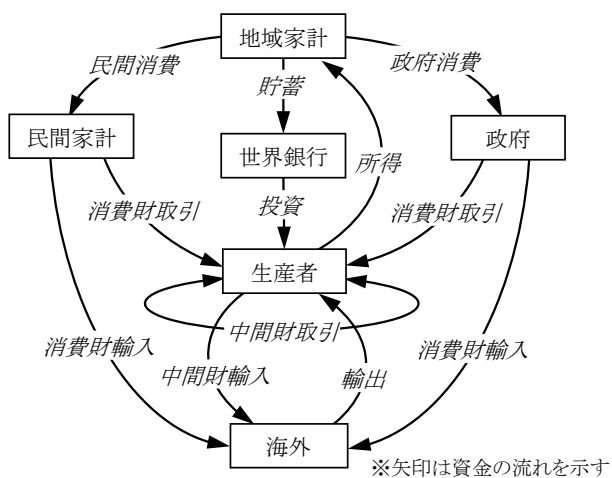 地域家計
民間消費
政府消費
貯蓄
民間家計
世界銀行
政府
所得
消費財取引
投資
消費財取引
生産者
中間財取引
消費財輸入
中間財輸入
輸出
消費財輸入
海外
※矢印は資金の流れを示す